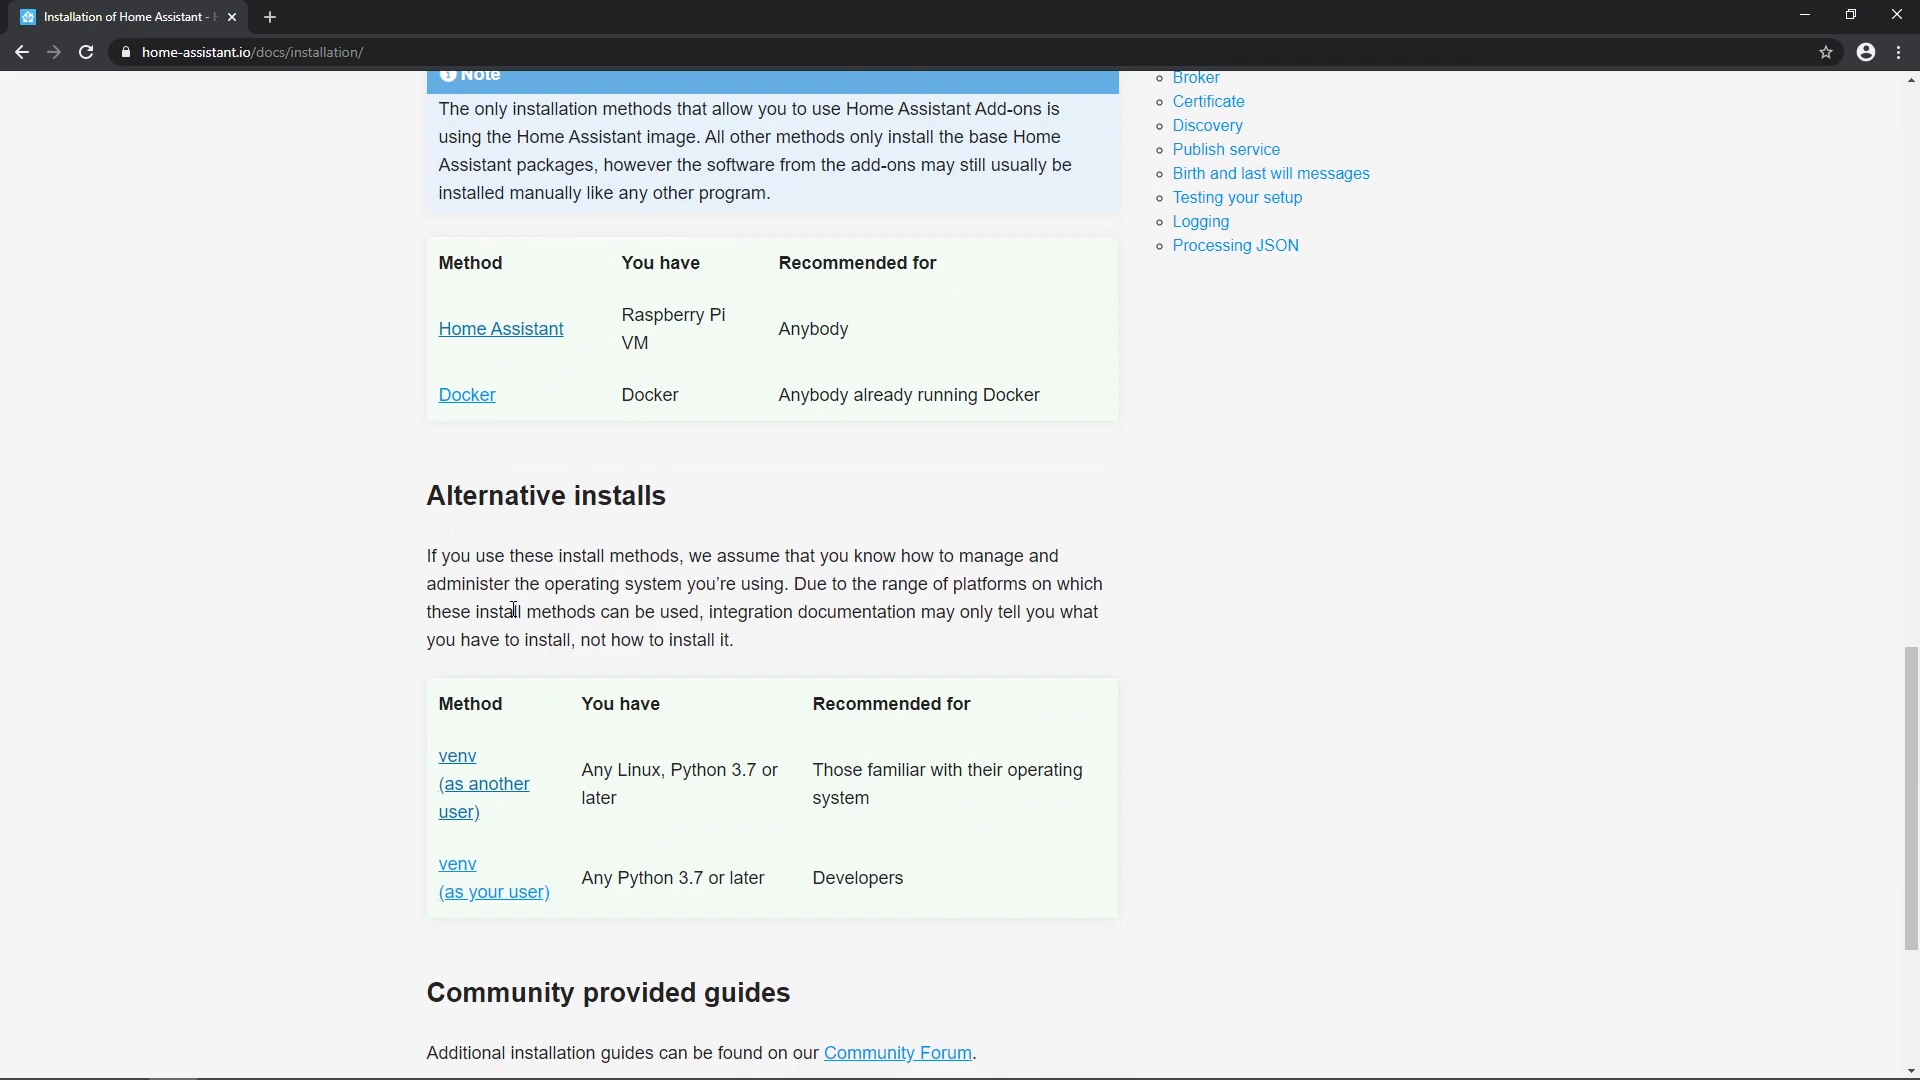 Installation of Home Assistant -
home-assistant.io/docs/installation/
Note
The only installation methods that allow you to use Home Assistant Add-ons is
using the Home Assistant image. All other methods only install the base Home
Assistant packages, however the software from the add-ons may still usually be
installed manually like any other program.
Method You have Recommended for
Home Assistant Raspberry Pi
VM Anybody
Docker Docker Anybody already running Docker
Alternative installs
If you use these install methods, we assume that you know how to manage and
administer the operating system you’re using. Due to the range of platforms on which
these install methods can be used, integration documentation may only tell you what
you have to install, not how to install it.
Method You have Recommended for
venv
(as another
user)
Any Linux, Python 3.7 or
later
Those familiar with their operating
system
venv
(as your user)
Any Python 3.7 or later
Developers
Community provided guides
Additional installation guides can be found on our Community Forum.
Broker
Certificate
Discovery
Publish service
Birth and last will messages
Testing your setup
Logging
Processing JSON